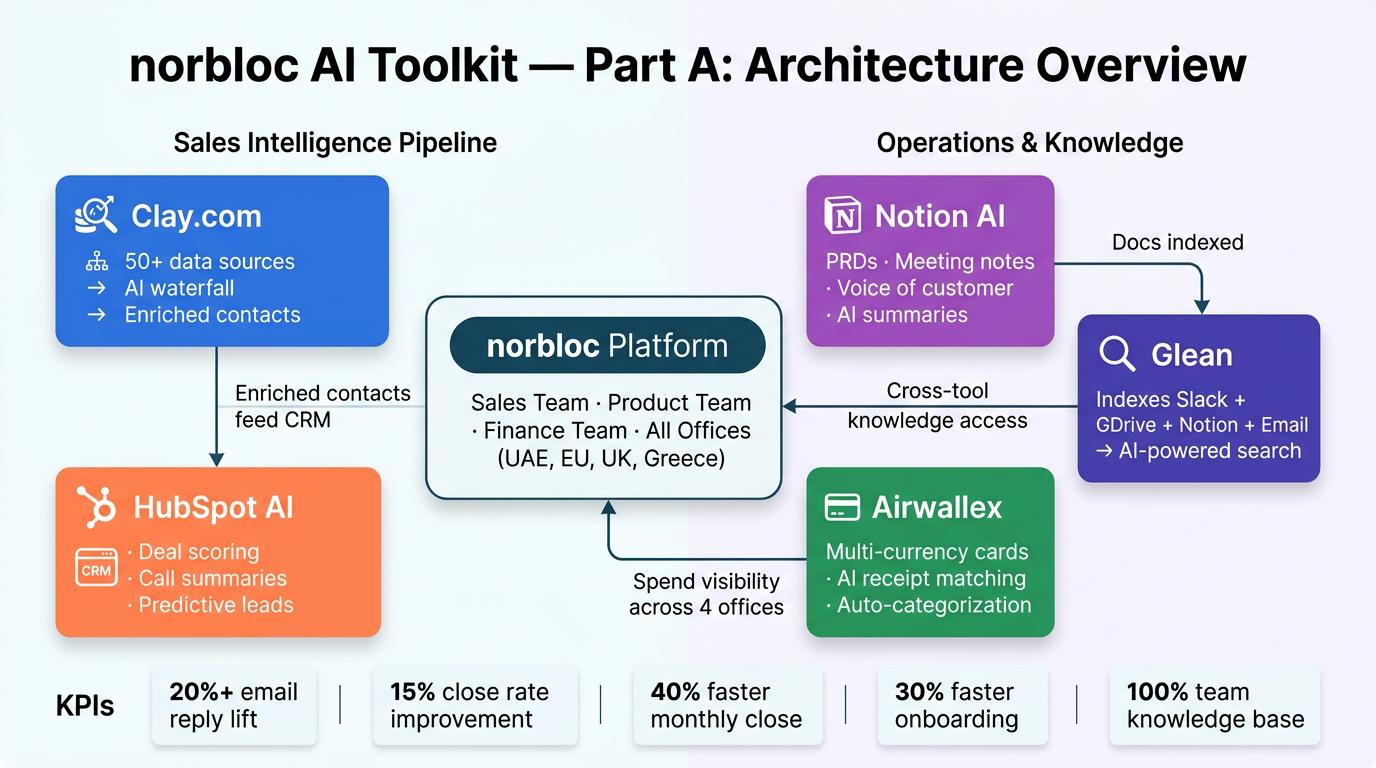 norbloc AI Toolkit — Part A: Architecture Overview
Sales Intelligence Pipeline
Clay.com
50+ data sources
→ AI waterfall
→ Enriched contacts
Enriched contacts
feed CRM
HubSpot AI
CRM
· Deal scoring
· Call summaries
· Predictive leads
norbloc Platform
Sales Team · Product Team
· Finance Team · All Offices
(UAE, EU, UK, Greece)
Operations & Knowledge
N Notion AI
PRDs · Meeting notes
· Voice of customer
· AI summaries
Docs indexed
Glean
Indexes Slack +
GDrive + Notion + Email
→ AI-powered search
Cross-tool
knowledge access
Airwallex
Multi-currency cards
· AI receipt matching
· Auto-categorization
Spend visibility
across 4 offices
KPIs
20%+ email
reply lift
15% close rate
improvement
40% faster
monthly close
30% faster
onboarding
100% team
knowledge base